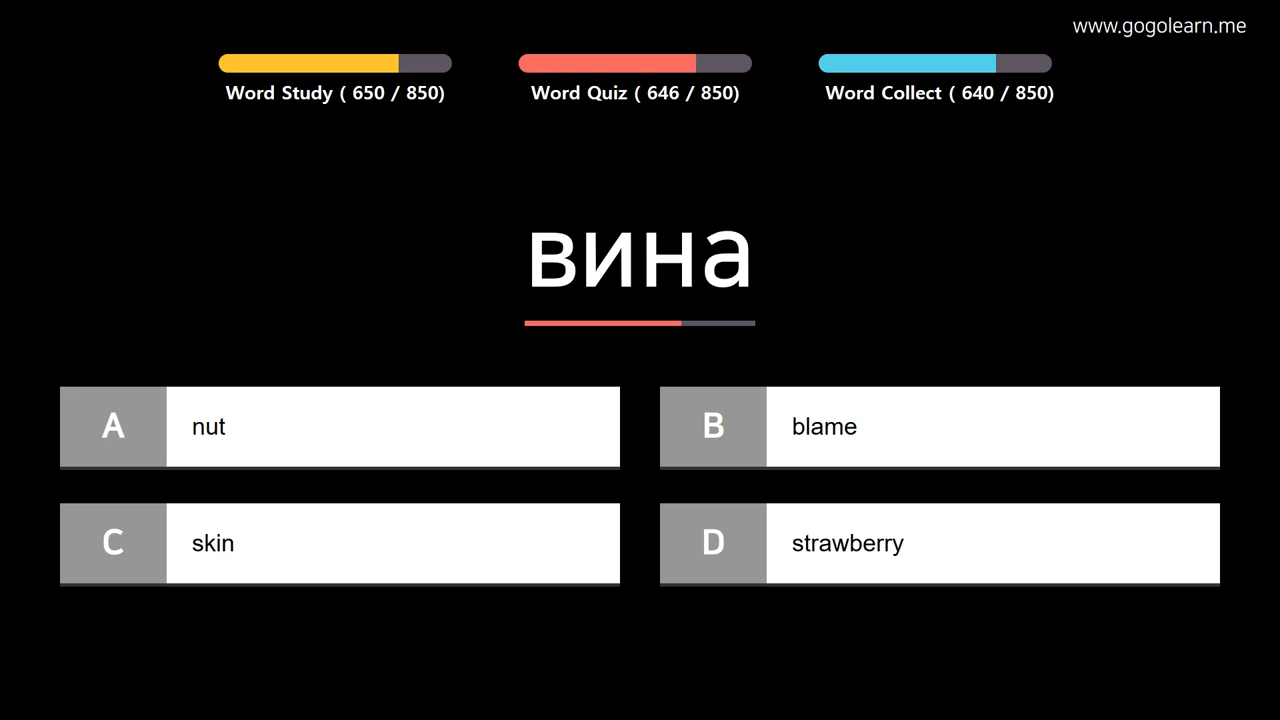 www.gogolearn.me
Word Study ( 650 / 850)
Word Quiz ( 646 / 850)
Word Collect ( 640 / 850)
вина
A nut
B blame
C skin
D strawberry